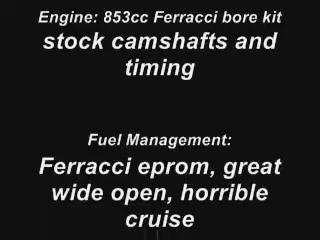 Engine: 853cc Ferracci bore kit
stock camshafts and
timing
Fuel Management:
Ferracci eprom, great
wide open, horrible
cruise